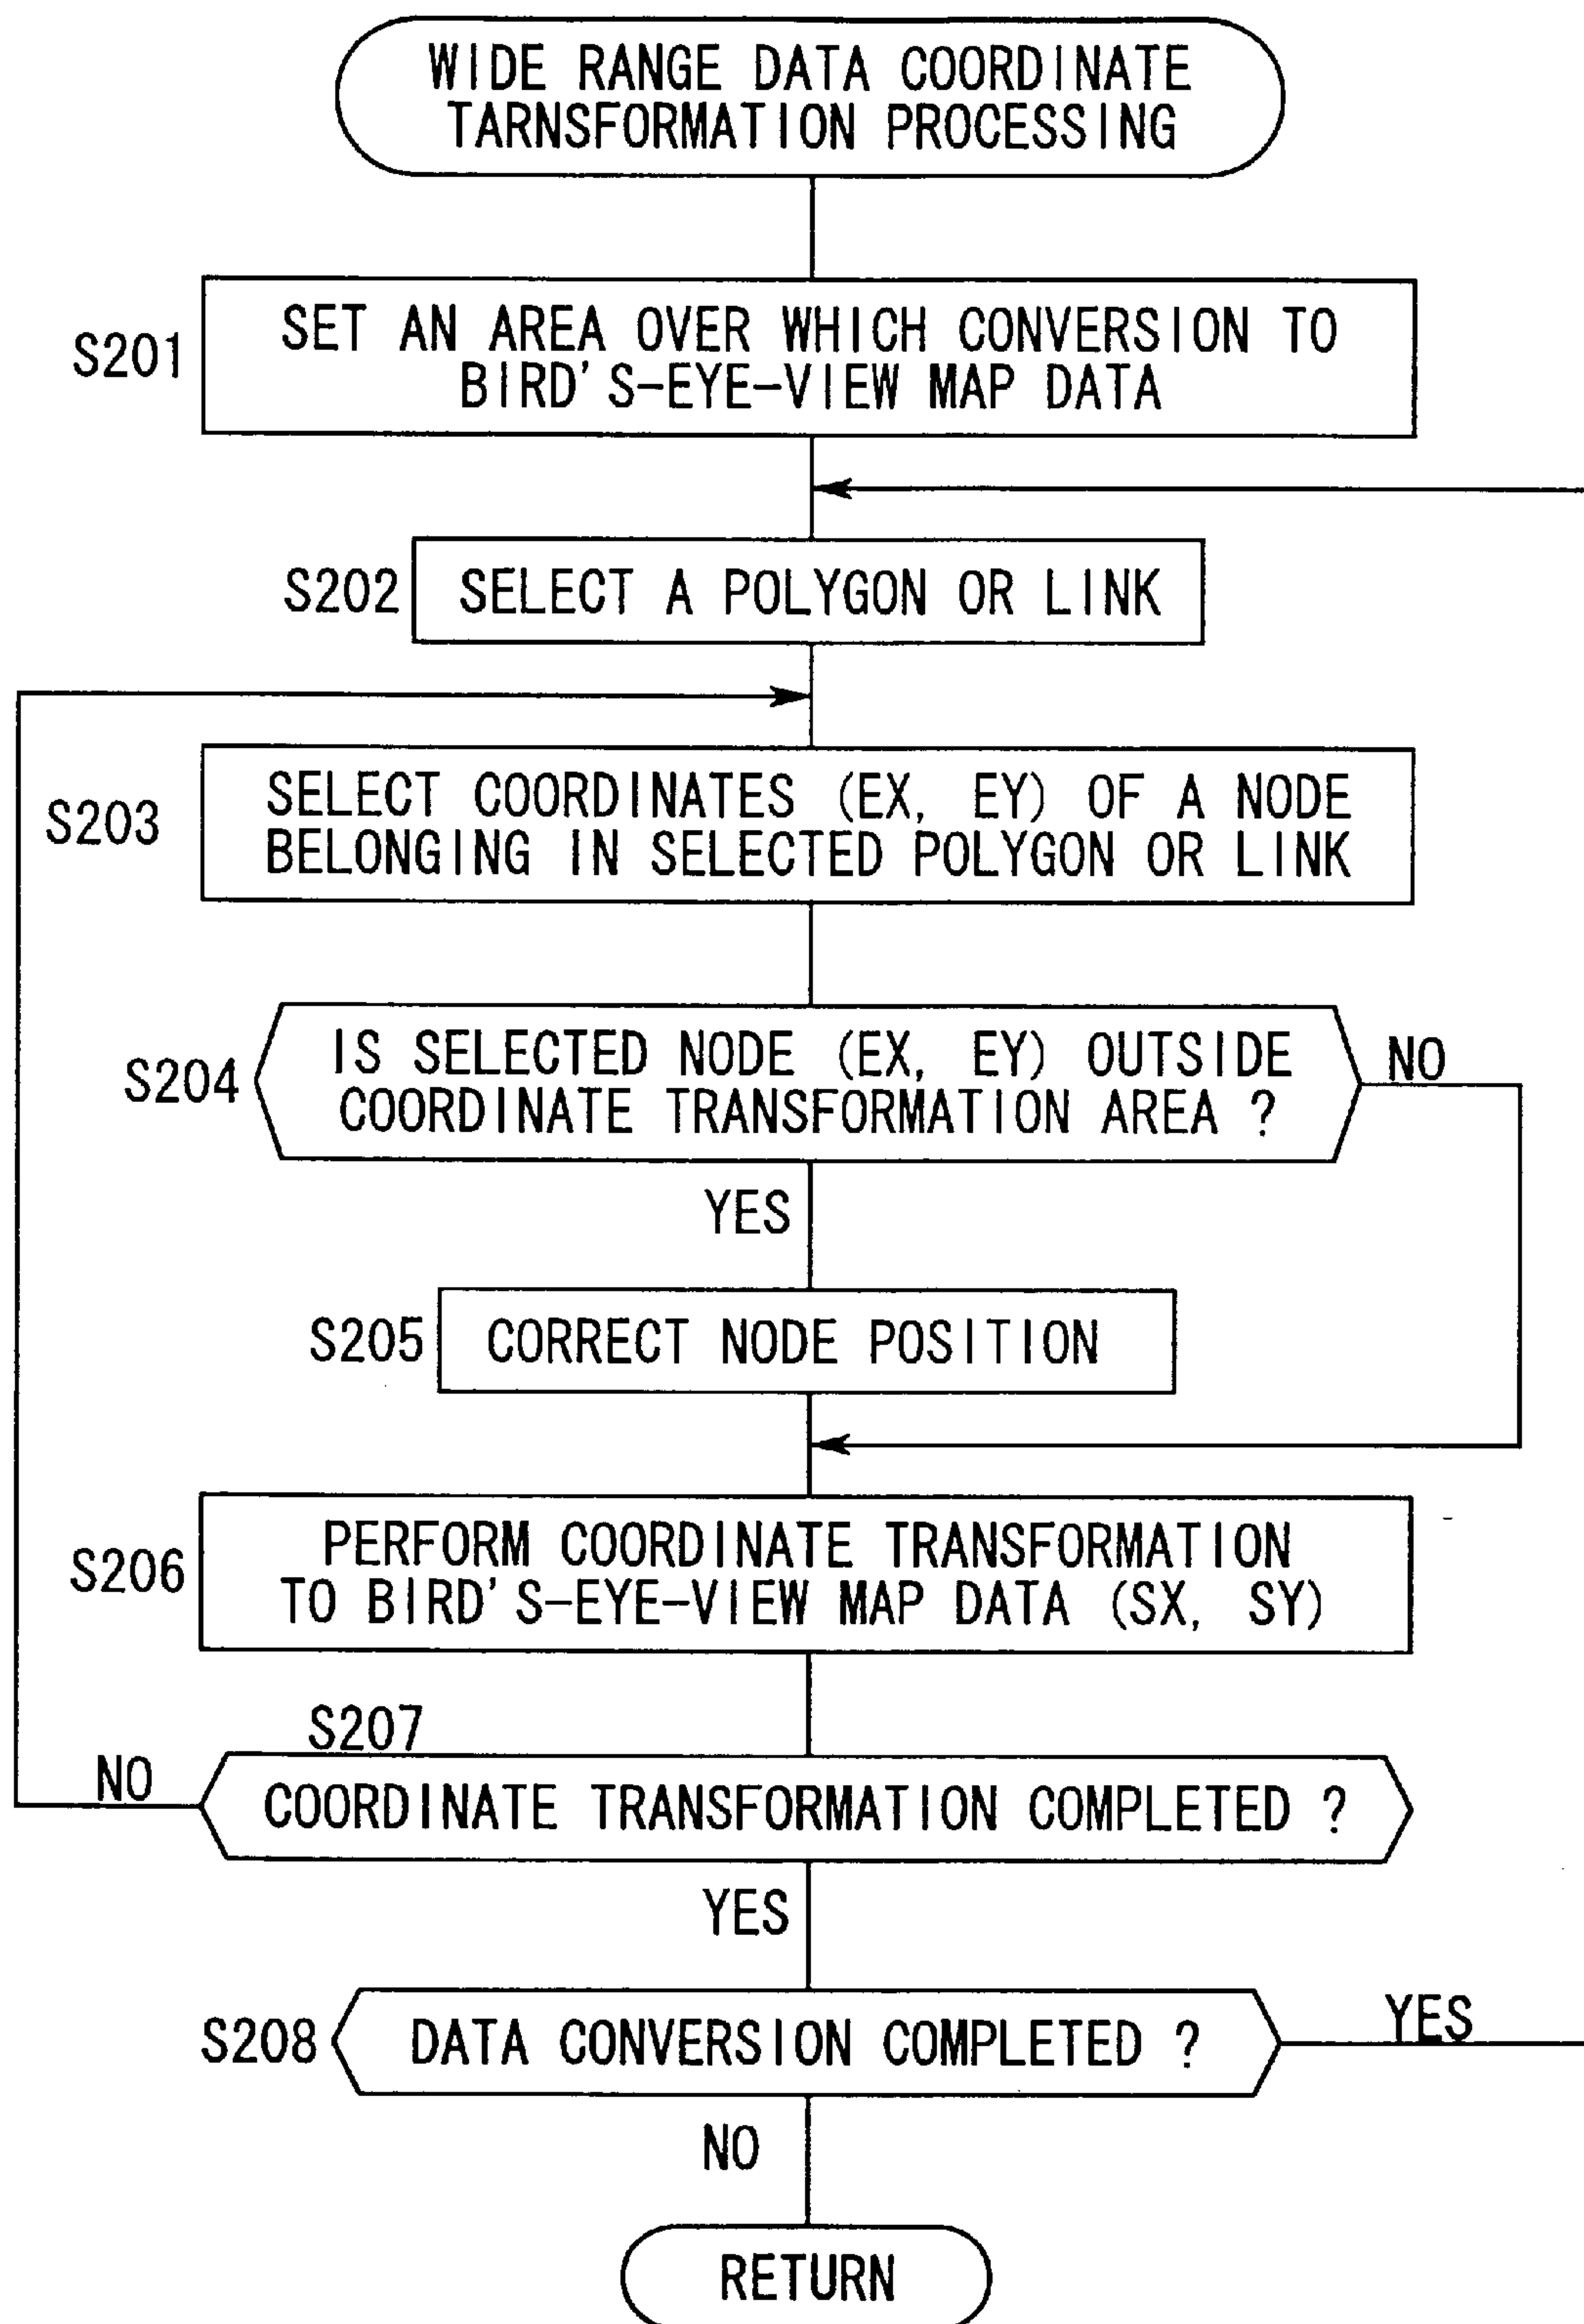 WIDE RANGE DATA COORDINATE
TARNSFORMATION PROCESSING
S201
SET AN AREA OVER WHICH CONVERSION TO
BIRD'S-EYE-VIEW MAP DATA
S202
SELECT A POLYGON OR LINK
S203
SELECT COORDINATES (EX, EY) OF A NODE
BELONGING IN SELECTED POLYGON OR LINK
S204
IS SELECTED NODE (EX, EY) OUTSIDE
COORDINATE TRANSFORMATION AREA ?
NO
YES
S205
CORRECT NODE POSITION
S206
PERFORM COORDINATE TRANSFORMATION
TO BIRD'S-EYE-VIEW MAP DATA (SX, SY)
S207
NO
COORDINATE TRANSFORMATION COMPLETED ?
YES
S208
DATA CONVERSION COMPLETED ?
YES
NO
RETURN